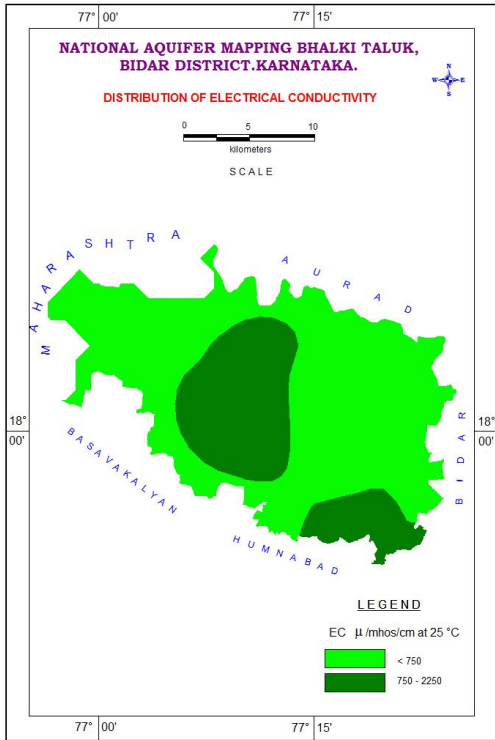 77° 00'
77° 15'
NATIONAL AQUIFER MAPPING BHALKI TALUK,
BIDAR DISTRICT.KARNATAKA.
N
W E
S
DISTRIBUTION OF ELECTRICAL CONDUCTIVITY
0 5 10
kilometers
SCALE
MAHARASHTRA
AURAD
18°
00'
18°
00'
BIDAR
BASAVAKALYAN
HUMNABAD
LEGEND
EC μ /mhos/cm at 25 °C
< 750
750 - 2250
77° 00'
77° 15'